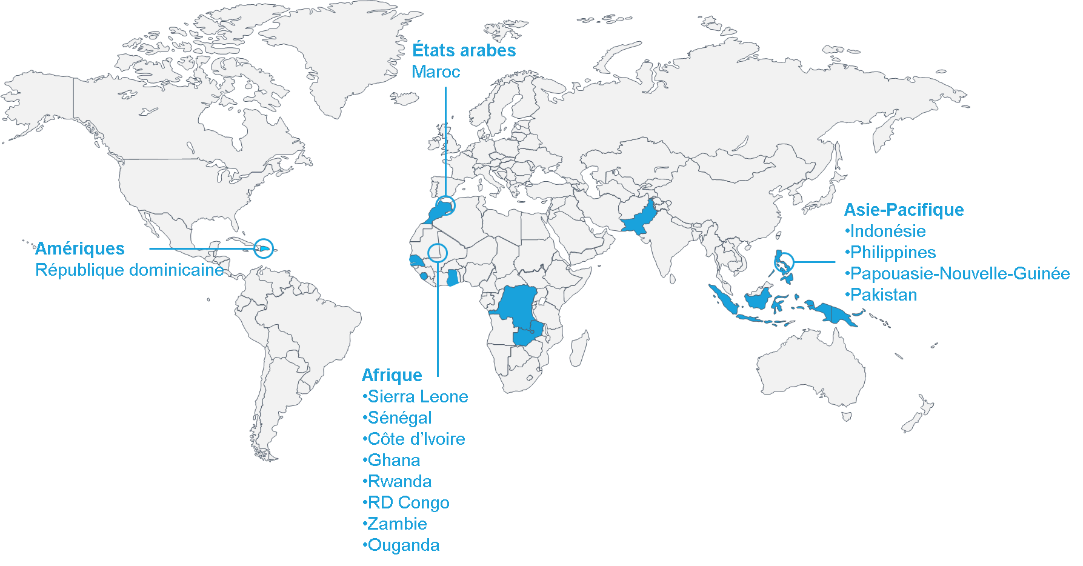 États arabes
Maroc
Amériques
République dominicaine
Asie-Pacifique
•Indonésie
•Philippines
•Papouasie-Nouvelle-Guinée
•Pakistan
Afrique
•Sierra Leone
•Sénégal
•Côte d'Ivoire
•Ghana
•Rwanda
•RD Congo
•Zambie
•Ouganda